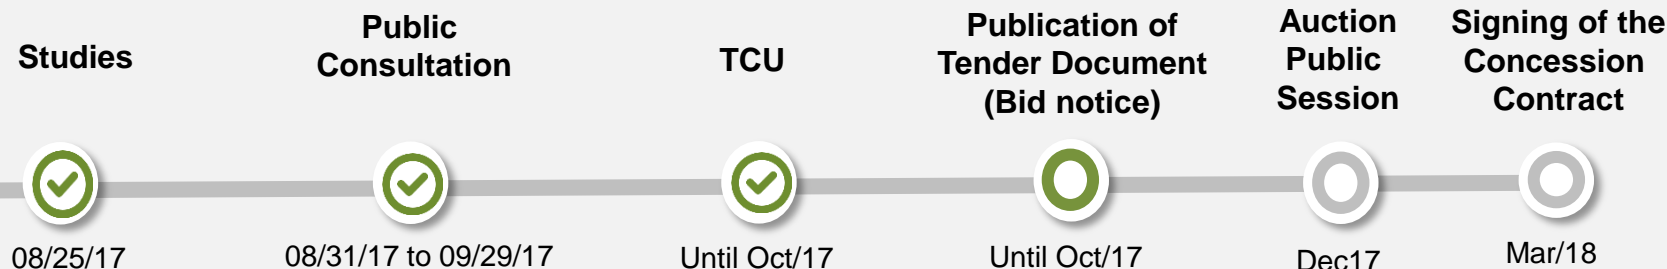 Studies
Public
Consultation
TCU
Publication of
Tender Document
(Bid notice)
Auction
Public
Session
Signing of the
Concession
Contract
08/25/17
08/31/17 to 09/29/17
Until Oct/17
Until Oct/17
Dec17
Mar/18